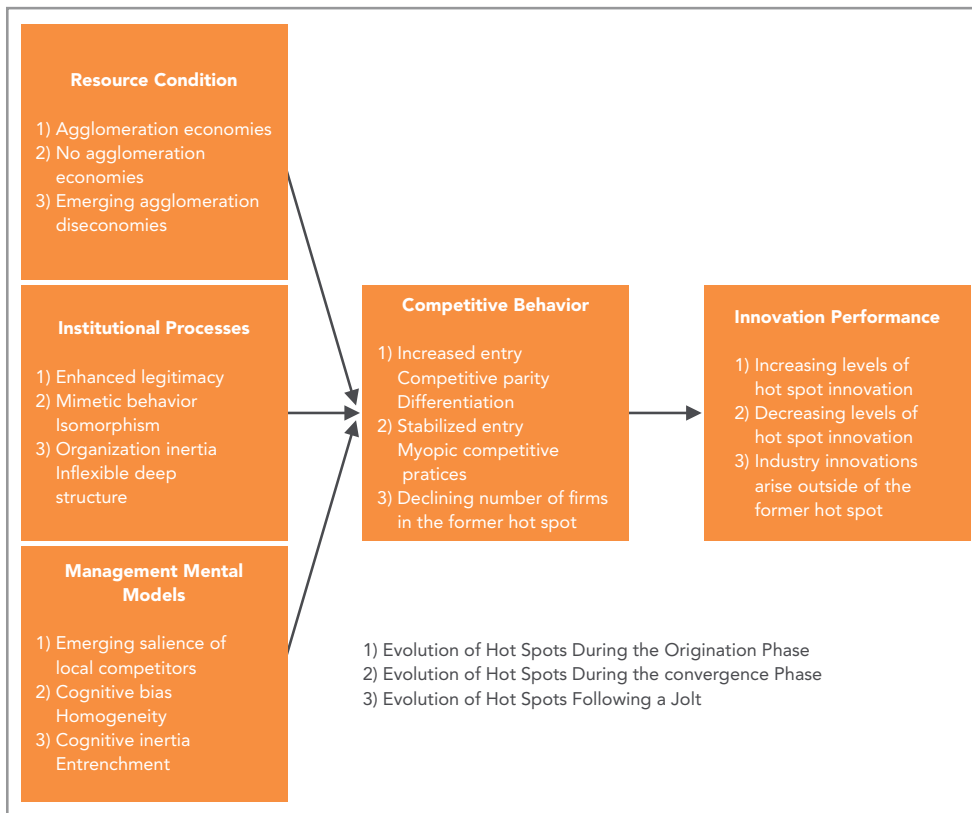 Resource Condition
1) Agglomeration economies
2) No agglomeration
economies
3) Emerging agglomeration
diseconomies
Institutional Processes
1) Enhanced legitimacy
2) Mimetic behavior
Isomorphism
3) Organization inertia
Inflexible deep
structure
Management Mental
Models
1) Emerging salience of
local competitors
2) Cognitive bias
Homogeneity
3) Cognitive inertia
Entrenchment
Competitive Behavior
1) Increased entry
Competitive parity
Differentiation
2) Stabilized entry
Myopic competitive
pratices
3) Declining number of firms
in the former hot spot
Innovation Performance
1) Increasing levels of
hot spot innovation
2) Decreasing levels of
hot spot innovation
3) Industry innovations
arise outside of the
former hot spot
1) Evolution of Hot Spots During the Origination Phase
2) Evolution of Hot Spots During the convergence Phase
3) Evolution of Hot Spots Following a Jolt